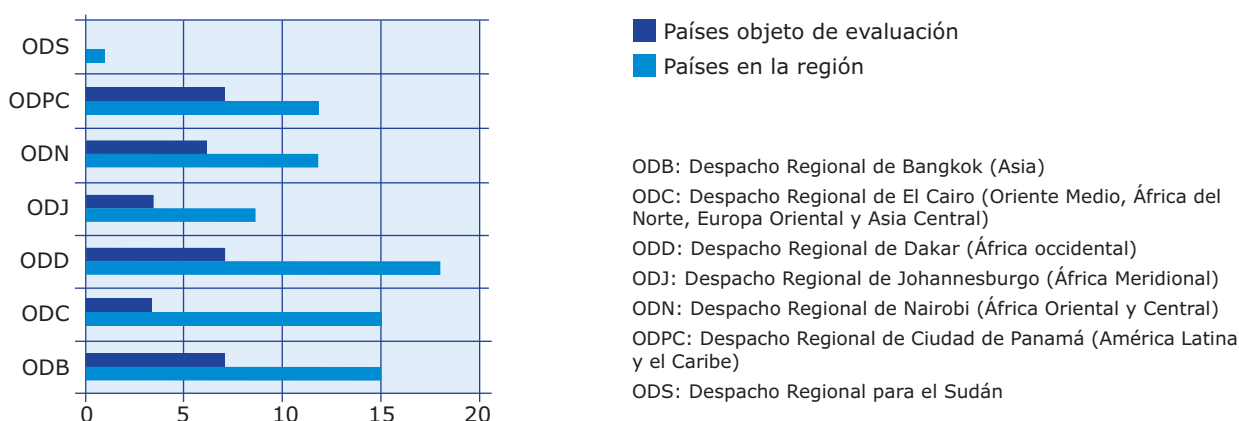 ODS
ODPC
ODN
ODJ
ODD
ODC
ODB
0 5 10 15 20
Países objeto de evaluación
Países en la región
ODB: Despacho Regional de Bangkok (Asia)
ODC: Despacho Regional de El Cairo (Oriente Medio, África del
Norte, Europa Oriental y Asia Central)
ODD: Despacho Regional de Dakar (África occidental)
ODJ: Despacho Regional de Johannesburgo (África Meridional)
ODN: Despacho Regional de Nairobi (África Oriental y Central)
ODPC: Despacho Regional de Ciudad de Panamá (América Latina
y el Caribe)
ODS: Despacho Regional para el Sudán